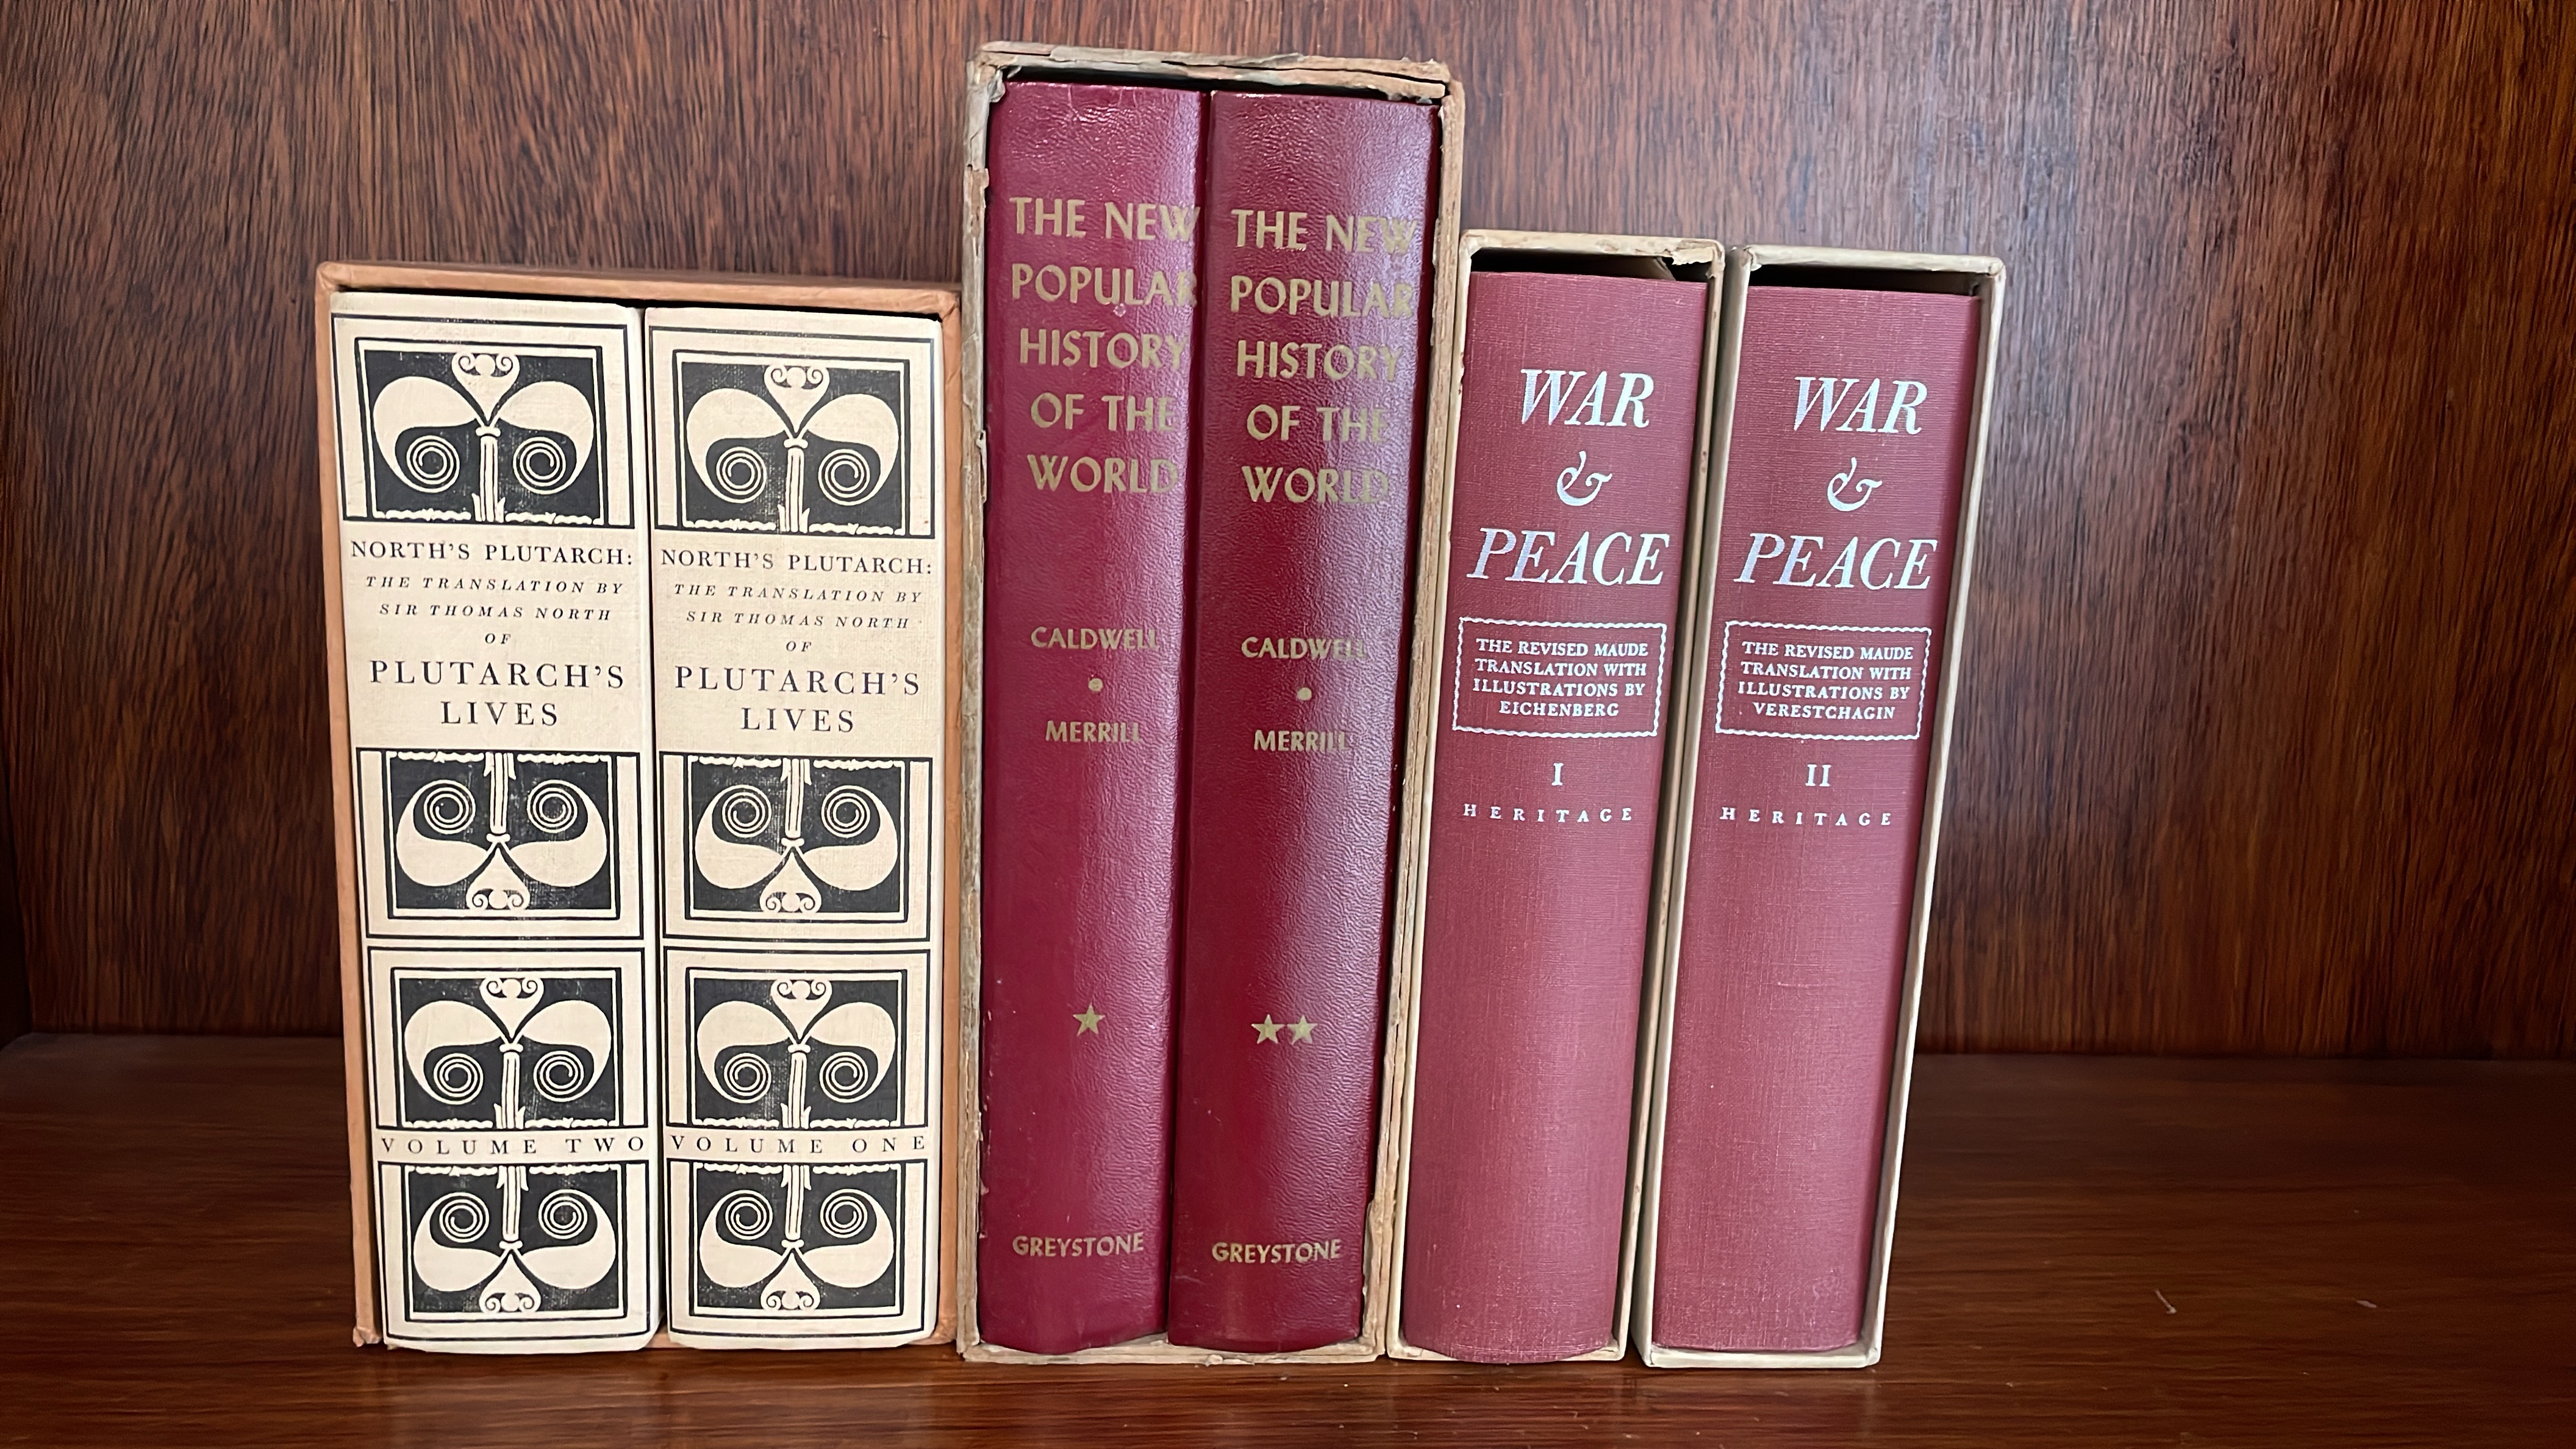 NORTH'S PLUTARCH:
THE TRANSLATION BY
SIR THOMAS NORTH
OF
PLUTARCH'S
LIVES
VOLUME TWO
NORTH'S PLUTARCH:
THE TRANSLATION BY
SIR THOMAS NORTH
OF
PLUTARCH'S
LIVES
VOLUME ONE
THE NEW
POPULAR
HISTORY
OF THE
WORLD
CALDWELL
•
MERRILL
★
GREYSTONE
THE NEW
POPULAR
HISTORY
OF THE
WORLD
CALDWELL
•
MERRILL
★★
GREYSTONE
WAR
&
PEACE
THE REVISED MAUDE
TRANSLATION WITH
ILLUSTRATIONS BY
EICHENBERG
I
HERITAGE
WAR
&
PEACE
THE REVISED MAUDE
TRANSLATION WITH
ILLUSTRATIONS BY
VERESTCHAGIN
II
HERITAGE